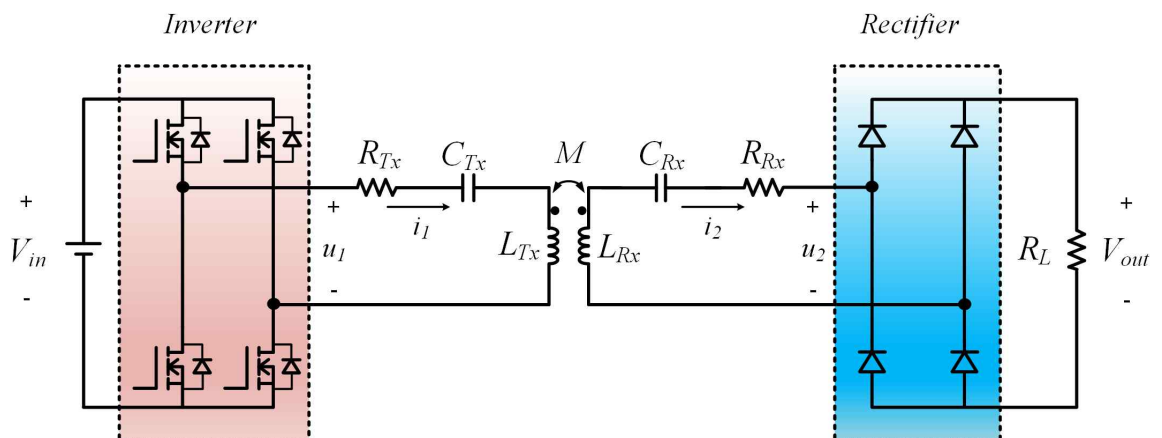 Inverter
Rectifier
R_Tx
C_Tx
M
C_Rx
R_Rx
+
V_in
-
+
u_1
-
i_1
L_Tx
L_Rx
i_2
+
u_2
-
R_L
+
V_out
-